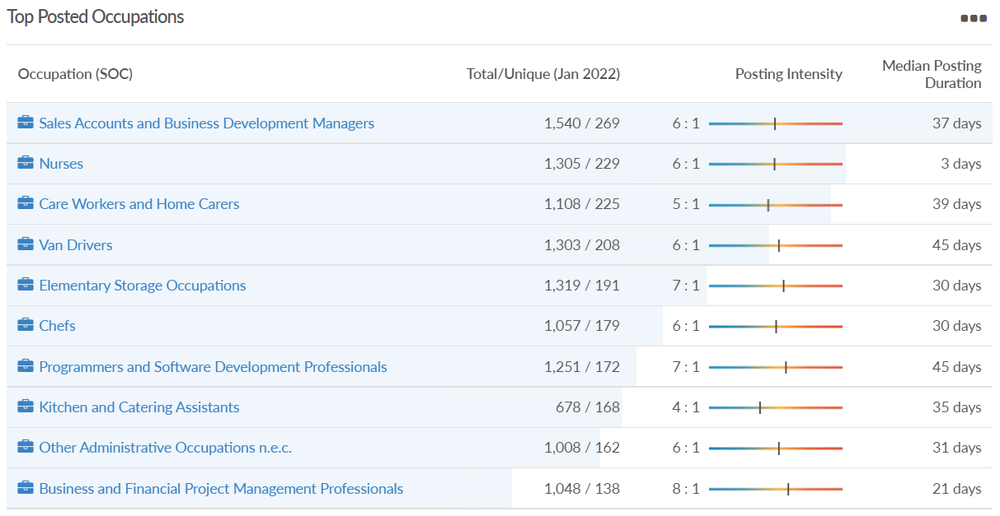 Top Posted Occupations
Occupation (SOC) Total/Unique (Jan 2022) Posting Intensity Median Posting Duration
Sales Accounts and Business Development Managers 1,540 / 269 6 : 1 37 days
Nurses 1,305 / 229 6 : 1 3 days
Care Workers and Home Carers 1,108 / 225 5 : 1 39 days
Van Drivers 1,303 / 208 6 : 1 45 days
Elementary Storage Occupations 1,319 / 191 7 : 1 30 days
Chefs 1,057 / 179 6 : 1 30 days
Programmers and Software Development Professionals 1,251 / 172 7 : 1 45 days
Kitchen and Catering Assistants 678 / 168 4 : 1 35 days
Other Administrative Occupations n.e.c. 1,008 / 162 6 : 1 31 days
Business and Financial Project Management Professionals 1,048 / 138 8 : 1 21 days